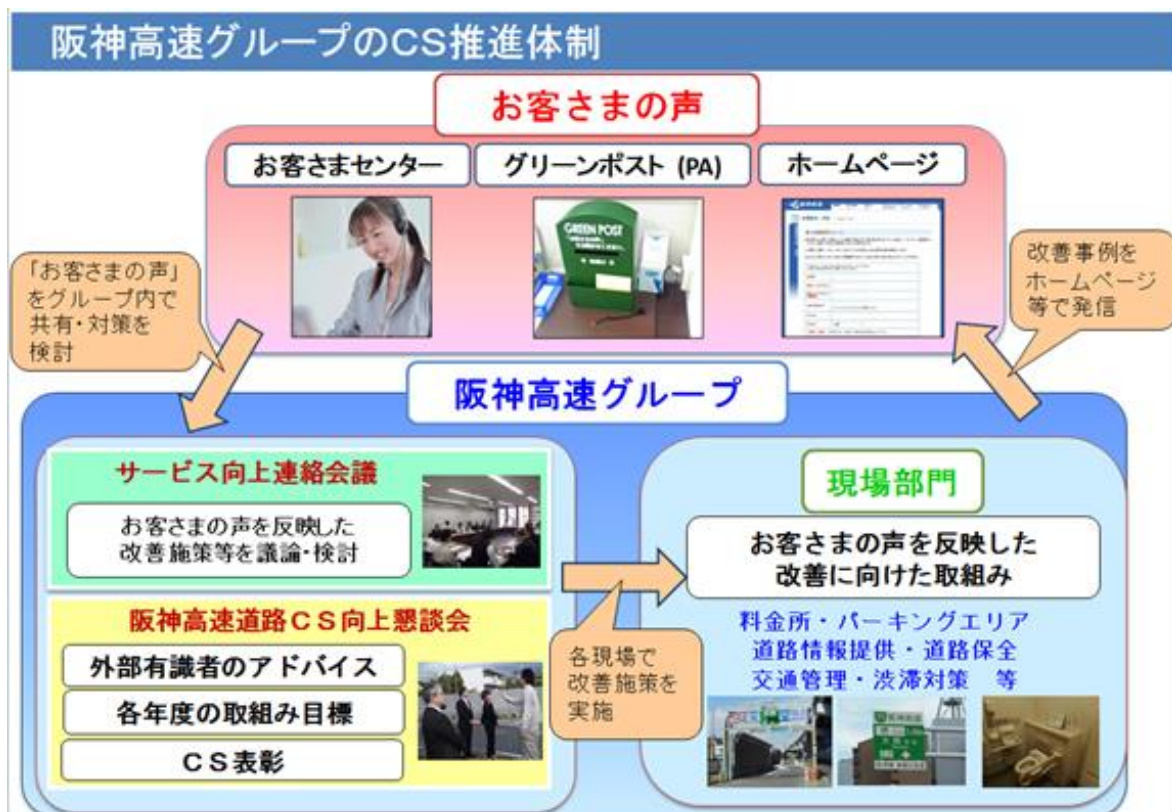 阪神高速グループのCS推進体制
お客さまの声
お客さまセンター
グリーンポスト (PA)
ホームページ
GREEN POST
「お客さまの声」
をグループ内で
共有・対策を
検討
改善事例を
ホームページ
等で発信
阪神高速グループ
サービス向上連絡会議
お客さまの声を反映した
改善施策等を議論・検討
阪神高速道路CS向上懇談会
外部有識者のアドバイス
各年度の取組み目標
CS表彰
各現場で
改善施策を
実施
現場部門
お客さまの声を反映した
改善に向けた取組み
料金所・パーキングエリア
道路情報提供・道路保全
交通管理・渋滞対策　等